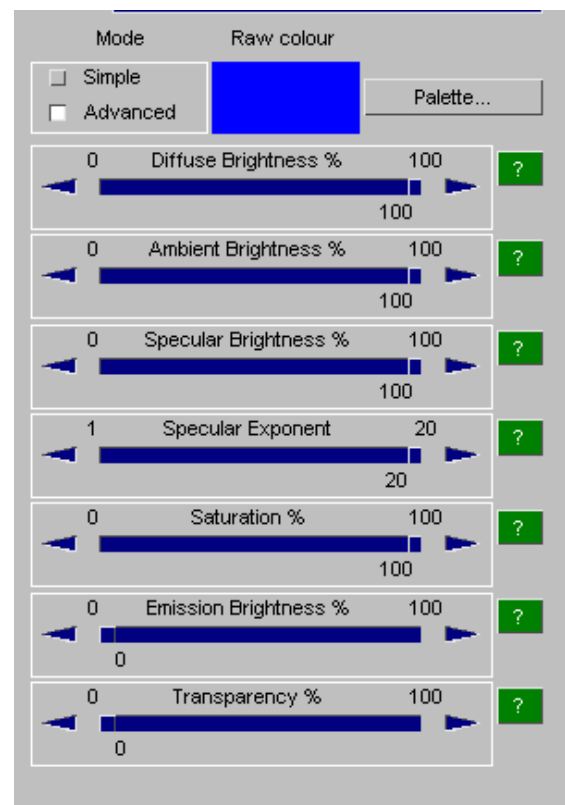 Mode Raw colour
Simple
Palette...
Advanced
0 Diffuse Brightness % 100 ?
100
0 Ambient Brightness % 100 ?
100
0 Specular Brightness % 100 ?
100
1 Specular Exponent 20 ?
20
0 Saturation % 100 ?
100
0 Emission Brightness % 100 ?
0
0 Transparency % 100 ?
0